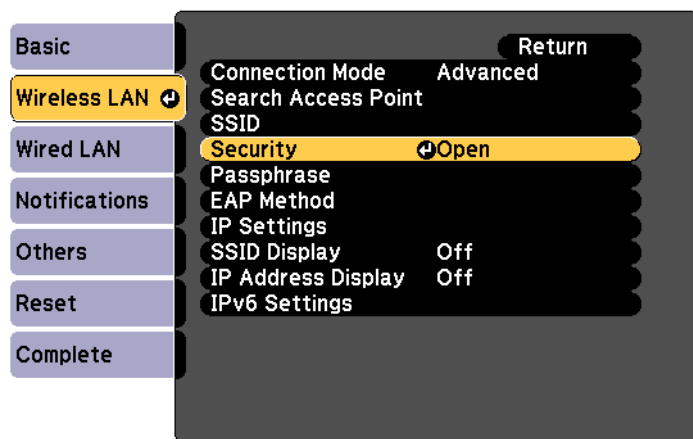 Basic
Wireless LAN
Wired LAN
Notifications
Others
Reset
Complete
Return
Connection Mode Advanced
Search Access Point
SSID
Security Open
Passphrase
EAP Method
IP Settings
SSID Display Off
IP Address Display Off
IPv6 Settings